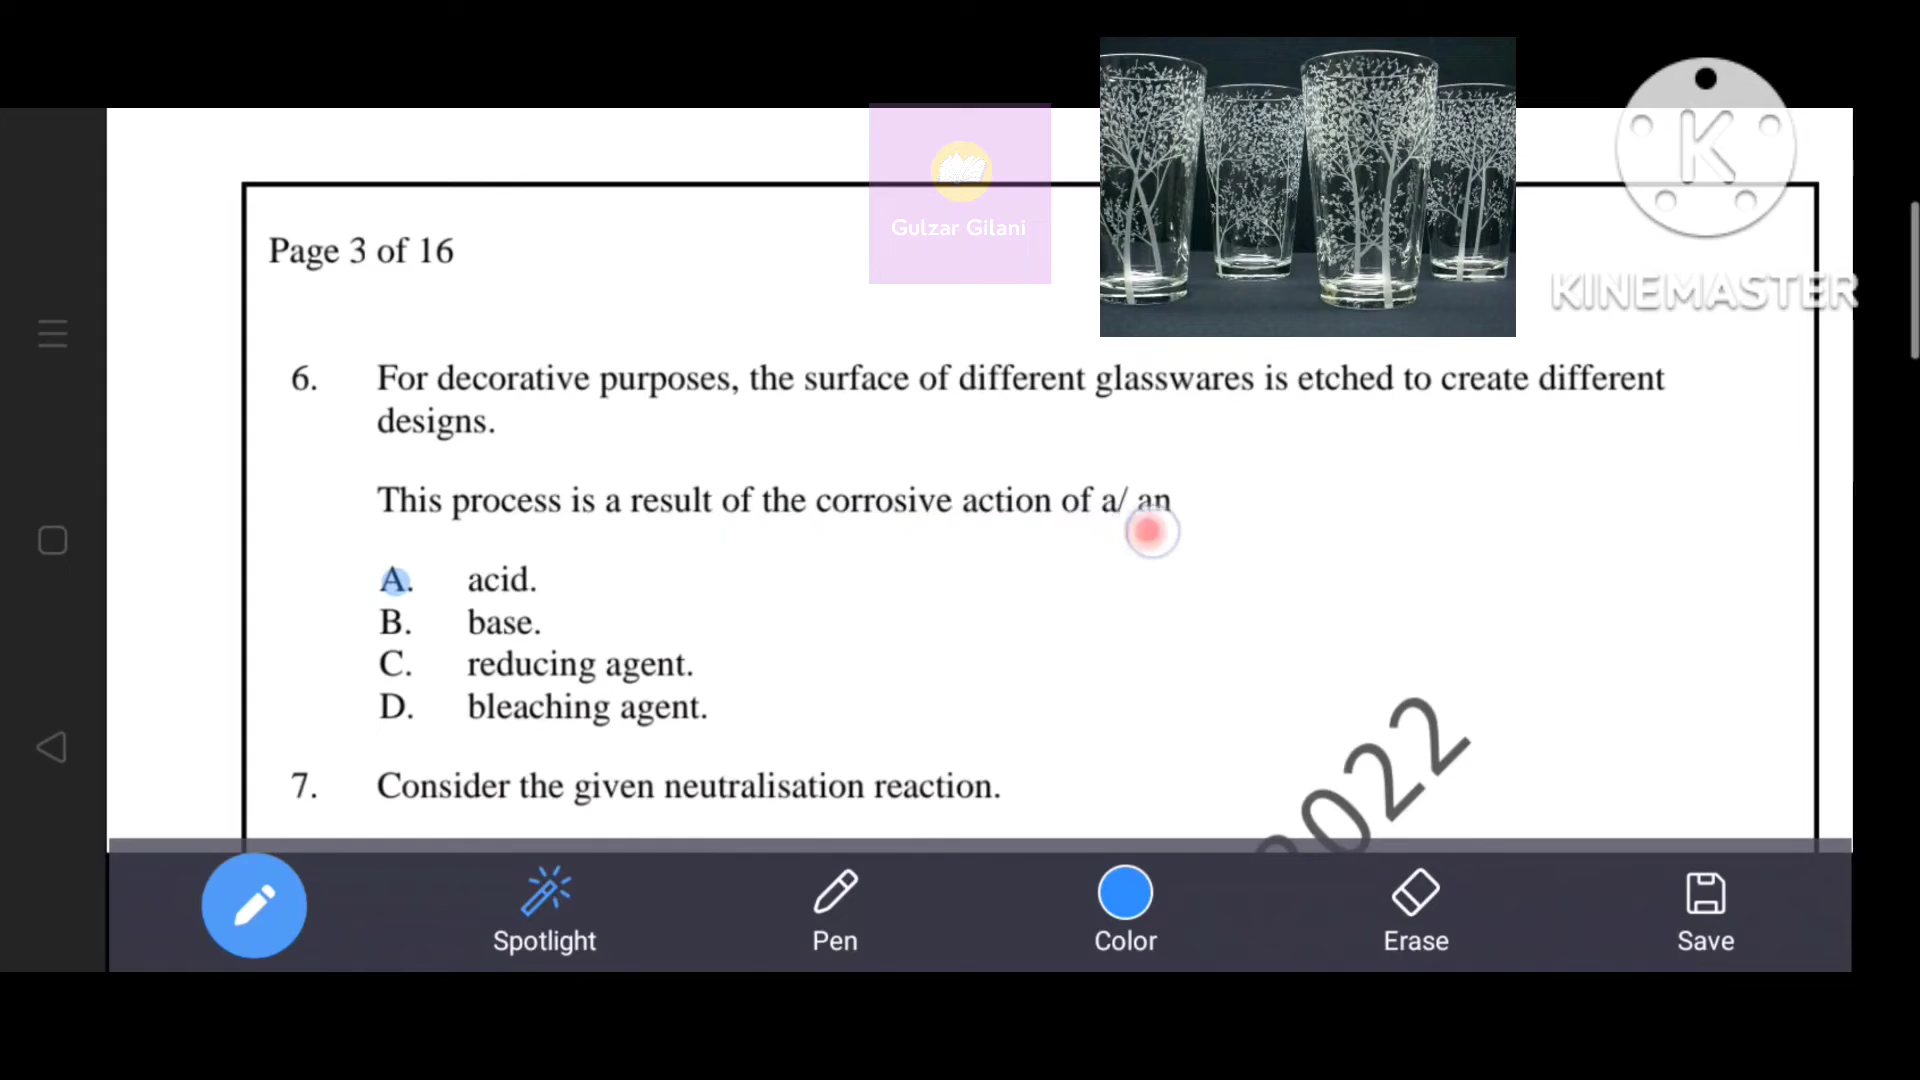 Gulzar Gilani
KINEMASTER
Page 3 of 16
6. For decorative purposes, the surface of different glasswares is etched to create different
designs.
This process is a result of the corrosive action of a/ an
A. acid.
B. base.
C. reducing agent.
D. bleaching agent.
7. Consider the given neutralisation reaction.
2022
Spotlight
Pen
Color
Erase
Save